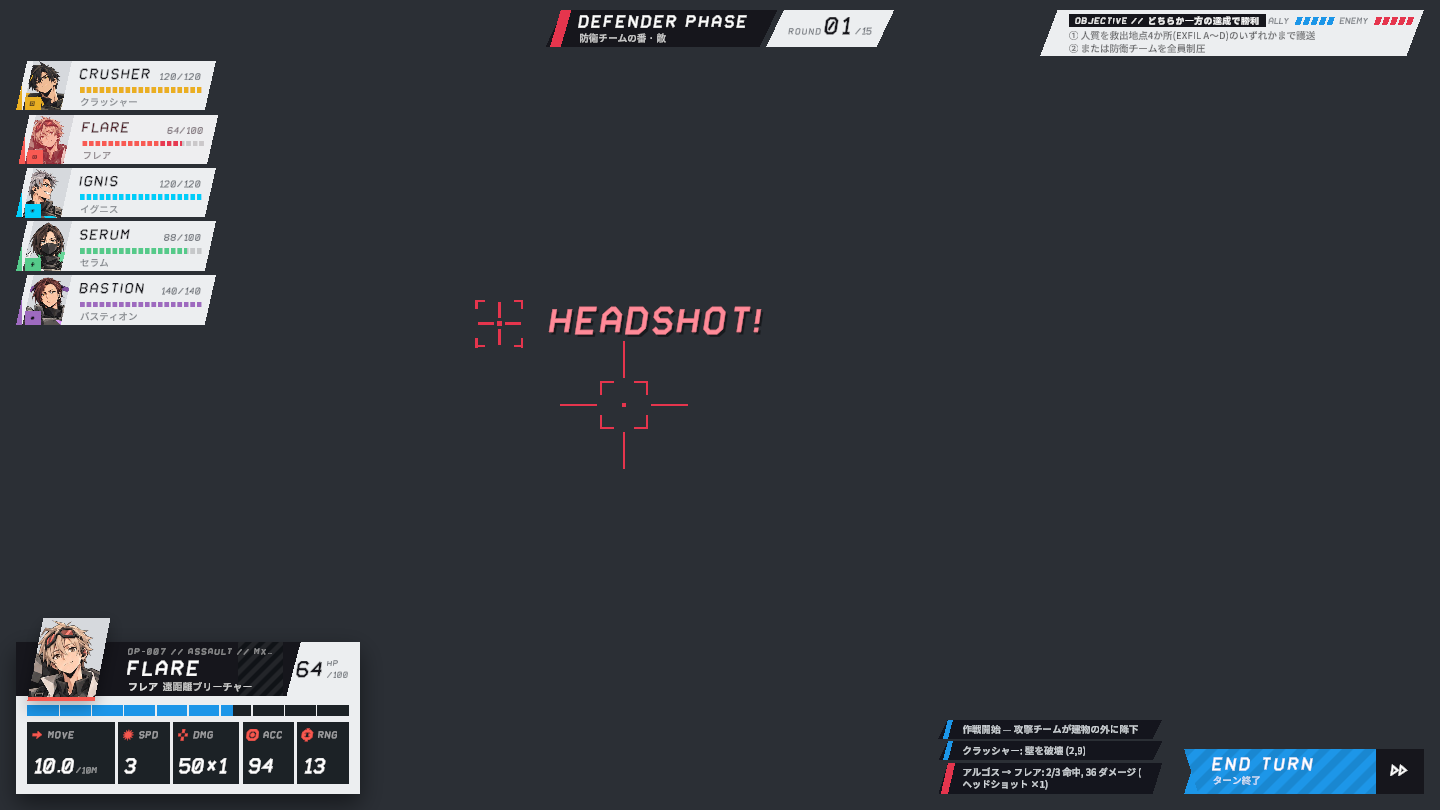 DEFENDER PHASE
防衛チームの番・敵
ROUND 01 /15
OBJECTIVE // どちらか一方の達成で勝利 ALLY ENEMY
① 人質を救出地点4か所(EXFIL A〜D)のいずれかまで護送
② または防衛チームを全員制圧
CRUSHER 120/120
クラッシャー
FLARE 64/100
フレア
IGNIS 120/120
イグニス
SERUM 88/100
セラム
BASTION 140/140
バスティオン
HEADSHOT!
OP-007 // ASSAULT // MX…
FLARE
フレア 遠距離ブリーチャー
64 HP /100
MOVE SPD DMG ACC RNG
10.0/10M 3 50×1 94 13
作戦開始 — 攻撃チームが建物の外に降下
クラッシャー: 壁を破壊 (2,9)
アルゴス → フレア: 2/3 命中, 36 ダメージ (
ヘッドショット ×1)
END TURN
ターン終了